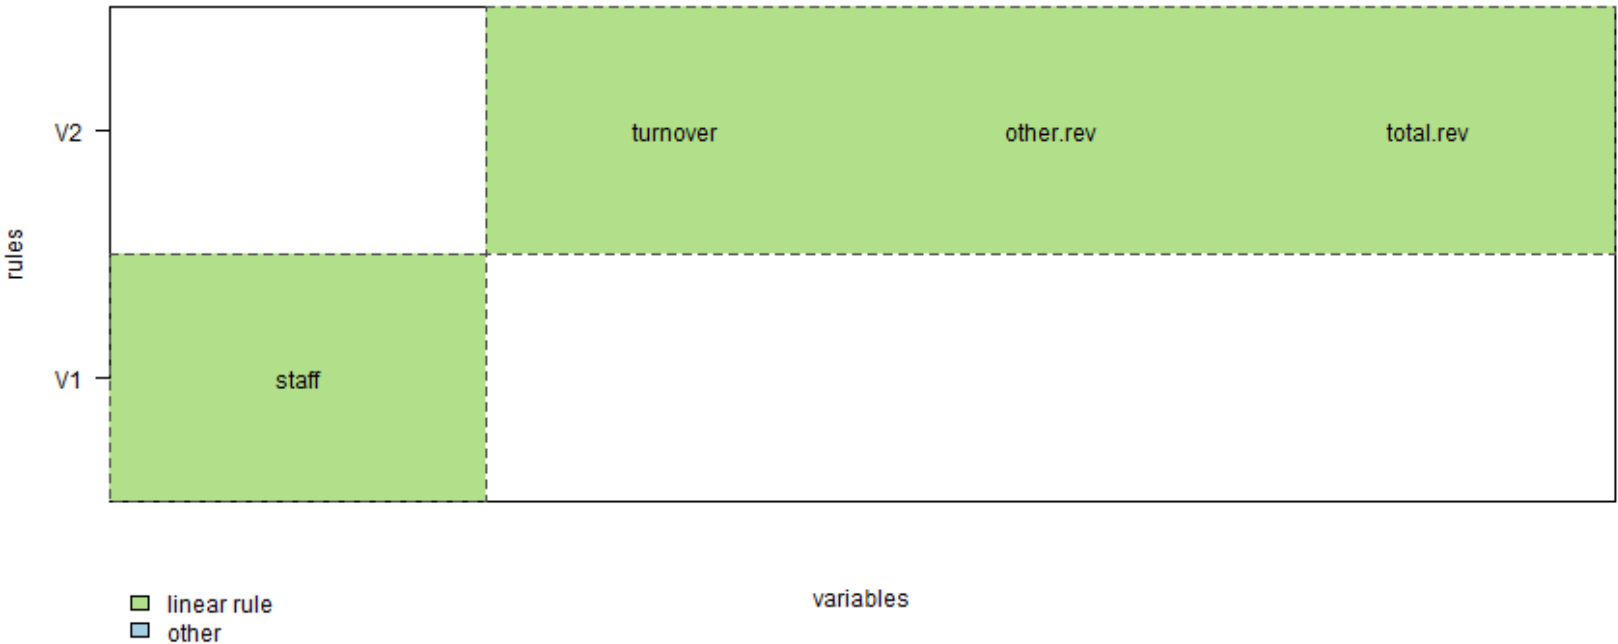 V2
turnover
other.rev
total.rev
rules
V1
staff
variables
linear rule
other